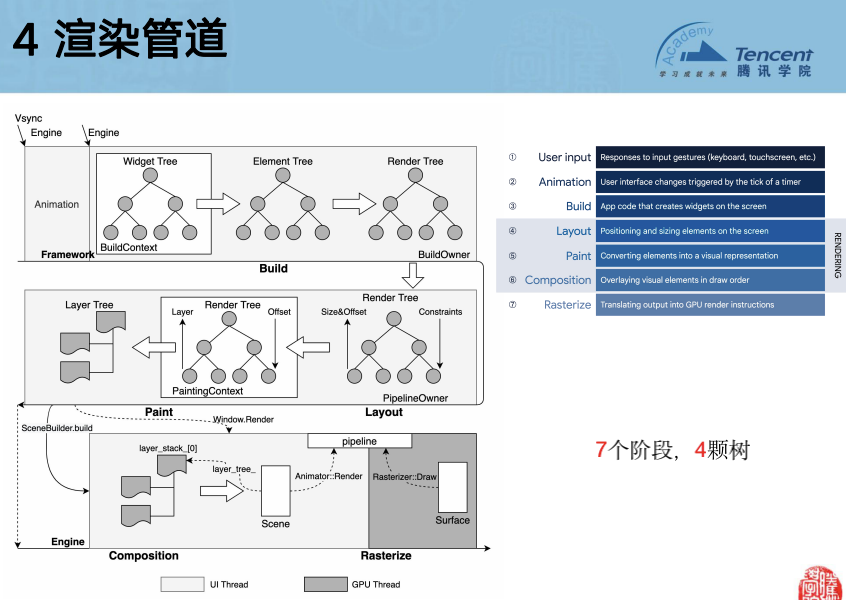 4 渲染管道
Academy
学习成就未来
Tencent
腾讯学院
Vsync
Engine
Engine
Animation
Widget Tree
Element Tree
Render Tree
BuildContext
Framework
BuildOwner
Build
Layer Tree
Render Tree
Layer
Offset
PaintingContext
Render Tree
Size&Offset
Constraints
PipelineOwner
Paint
Layout
SceneBuilder.build
Window.Render
layer_stack_[0]
layer_tree_
Scene
pipeline
Animator::Render
Rasterizer::Draw
Surface
Engine
Composition
Rasterize
UI Thread
GPU Thread
① User input Responses to input gestures (keyboard, touchscreen, etc.)
② Animation User interface changes triggered by the tick of a timer
③ Build App code that creates widgets on the screen
④ Layout Positioning and sizing elements on the screen
⑤ Paint Converting elements into a visual representation
⑥ Composition Overlaying visual elements in draw order
⑦ Rasterize Translating output into GPU render instructions
RENDERING
7个阶段，4颗树